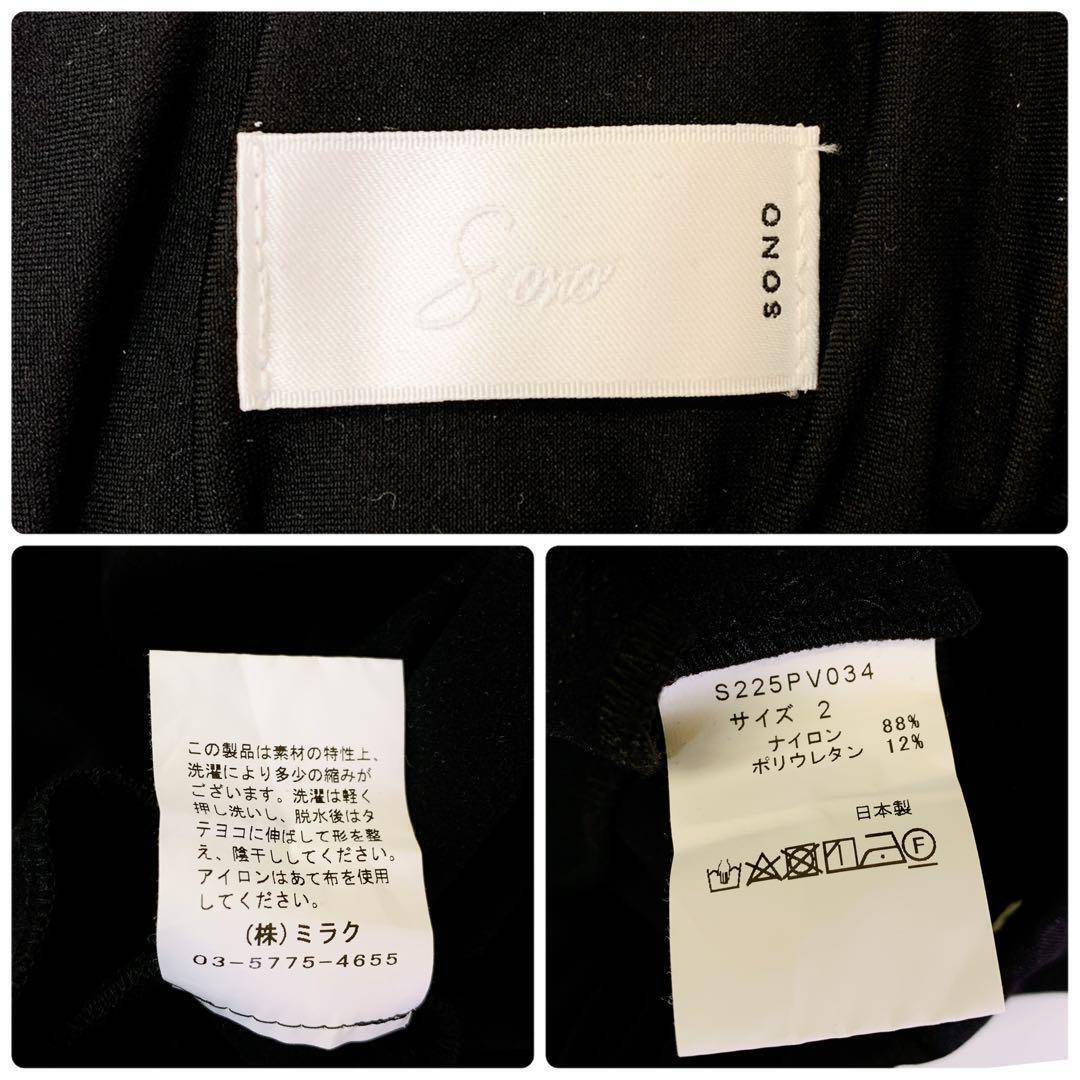 Sono
SONO
この製品は素材の特性上、
洗濯により多少の縮みが
ございます。洗濯は軽く
押し洗いし、脱水後はタ
テヨコに伸ばして形を整
え、陰干ししてください。
アイロンはあて布を使用
してください。
(株)ミラク
03-5775-4655
S225PV034
サイズ 2
ナイロン 88%
ポリウレタン 12%
日本製
F